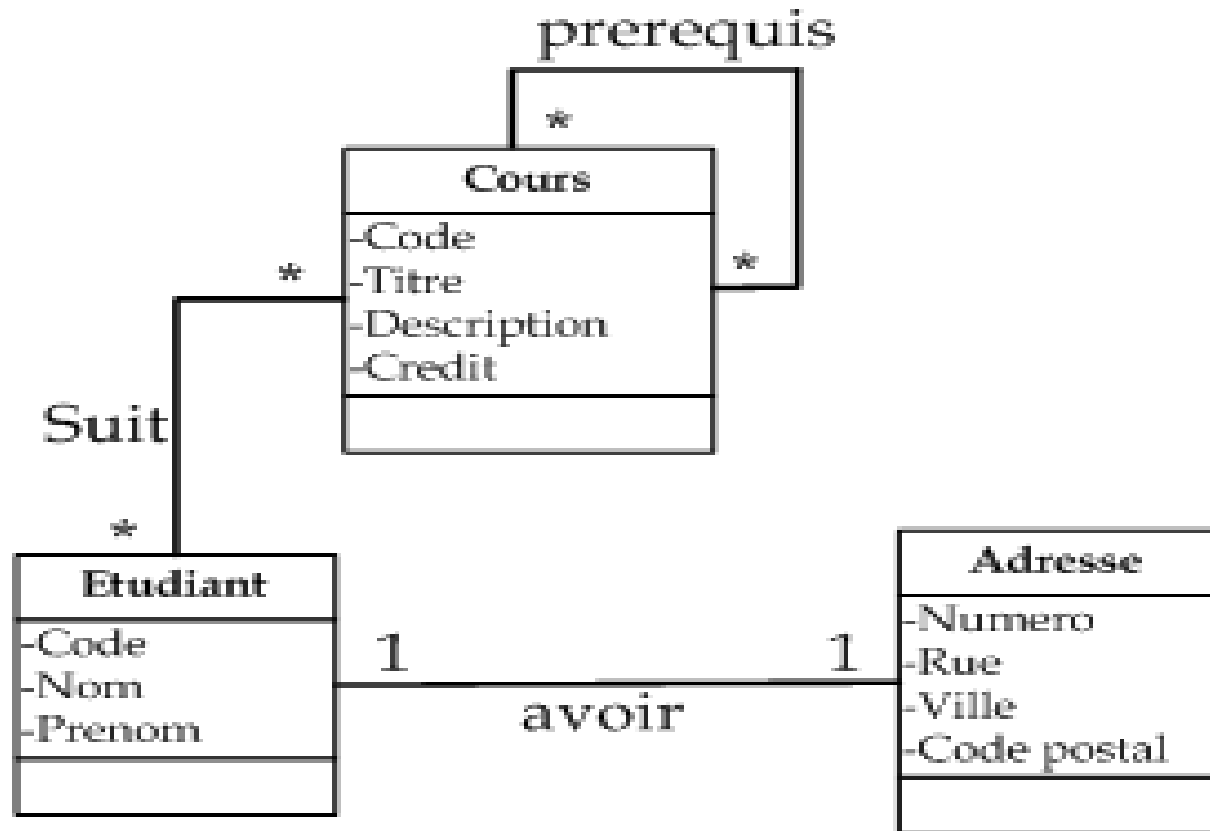 prerequis
*
Cours
-Code
-Titre
-Description
-Credit
*
*
Suit
*
Etudiant
-Code
-Nom
-Prenom
1
avoir
1
Adresse
-Numero
-Rue
-Ville
-Code postal